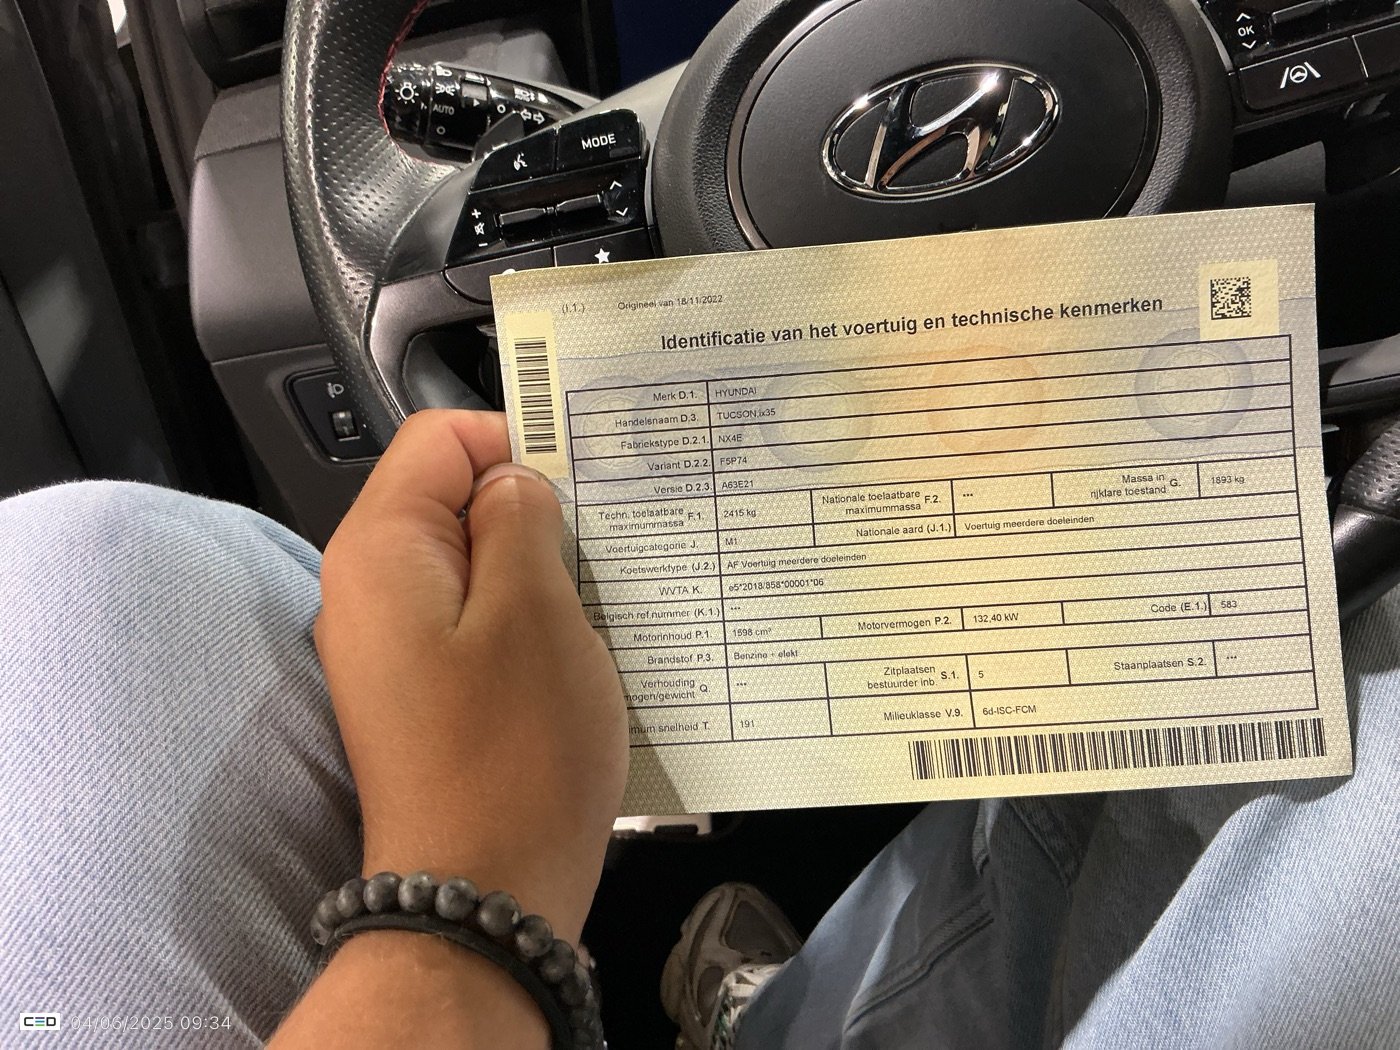 AUTO
MODE
OK
(I.1.) Origineel van 18/11/2022
Identificatie van het voertuig en technische kenmerken
Merk D.1. HYUNDAI
Handelsnaam D.3. TUCSON,ix35
Fabriekstype D.2.1. NX4E
Variant D.2.2. F5P74
Versie D.2.3. A63E21
Techn. toelaatbare maximummassa F.1. 2415 kg Nationale toelaatbare maximummassa F.2. *** Massa in rijklare toestand G. 1893 kg
Voertuigcategorie J. M1 Nationale aard (J.1.) Voertuig meerdere doeleinden
Koetswerktype (J.2.) AF Voertuig meerdere doeleinden
WVTA K. e5*2018/858*00001*06
Belgisch ref nummer (K.1.) ***
Motorinhoud P.1. 1598 cm³ Motorvermogen P.2. 132,40 kW Code (E.1.) 583
Brandstof P.3. Benzine + elekt
Verhouding mogen/gewicht Q. *** Zitplaatsen bestuurder inb. S.1. 5 Staanplaatsen S.2. ***
mum snelheid T. 191 Milieuklasse V.9. 6d-ISC-FCM
CED 04/06/2025 09:34